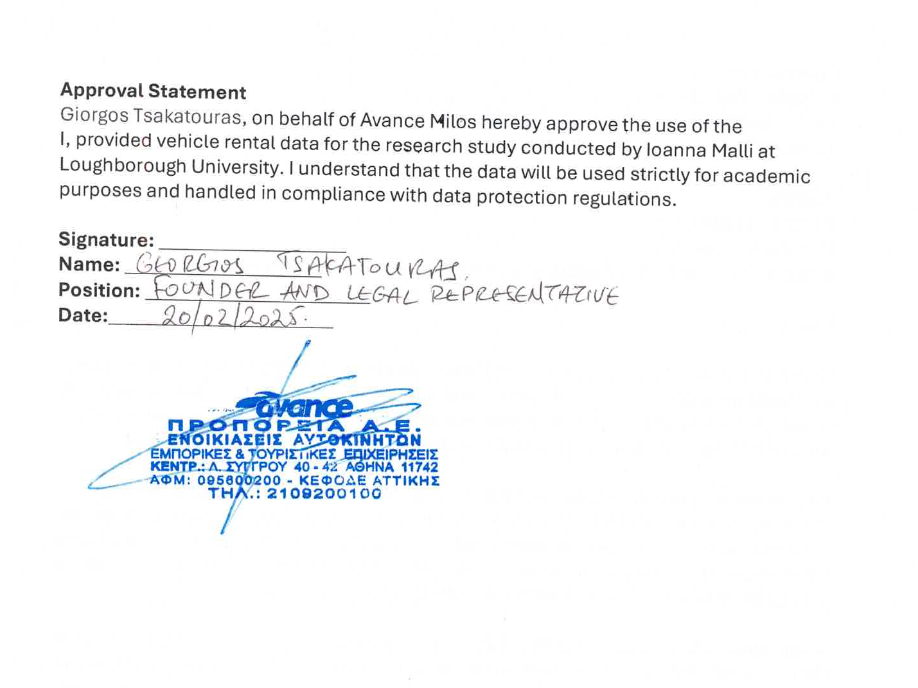 Approval Statement
Giorgos Tsakatouras, on behalf of Avance Milos hereby approve the use of the
I, provided vehicle rental data for the research study conducted by Ioanna Malli at
Loughborough University. I understand that the data will be used strictly for academic
purposes and handled in compliance with data protection regulations.
Signature:
Name: GEORGIOS TSAKATOURAS.
Position: FOUNDER AND LEGAL REPRESENTATIVE
Date: 20/02/2025.
avance
ΠΡΟΠΟΡΕΙΑ Α.Ε.
ΕΝΟΙΚΙΑΣΕΙΣ ΑΥΤΟΚΙΝΗΤΩΝ
ΕΜΠΟΡΙΚΕΣ & ΤΟΥΡΙΣΤΙΚΕΣ ΕΠΙΧΕΙΡΗΣΕΙΣ
ΚΕΝΤΡ.: Λ. ΣΥΓΓΡΟΥ 40 - 42 ΑΘΗΝΑ 11742
ΑΦΜ: 095600200 - ΚΕΦΟΔΕ ΑΤΤΙΚΗΣ
ΤΗΛ.: 2109200100